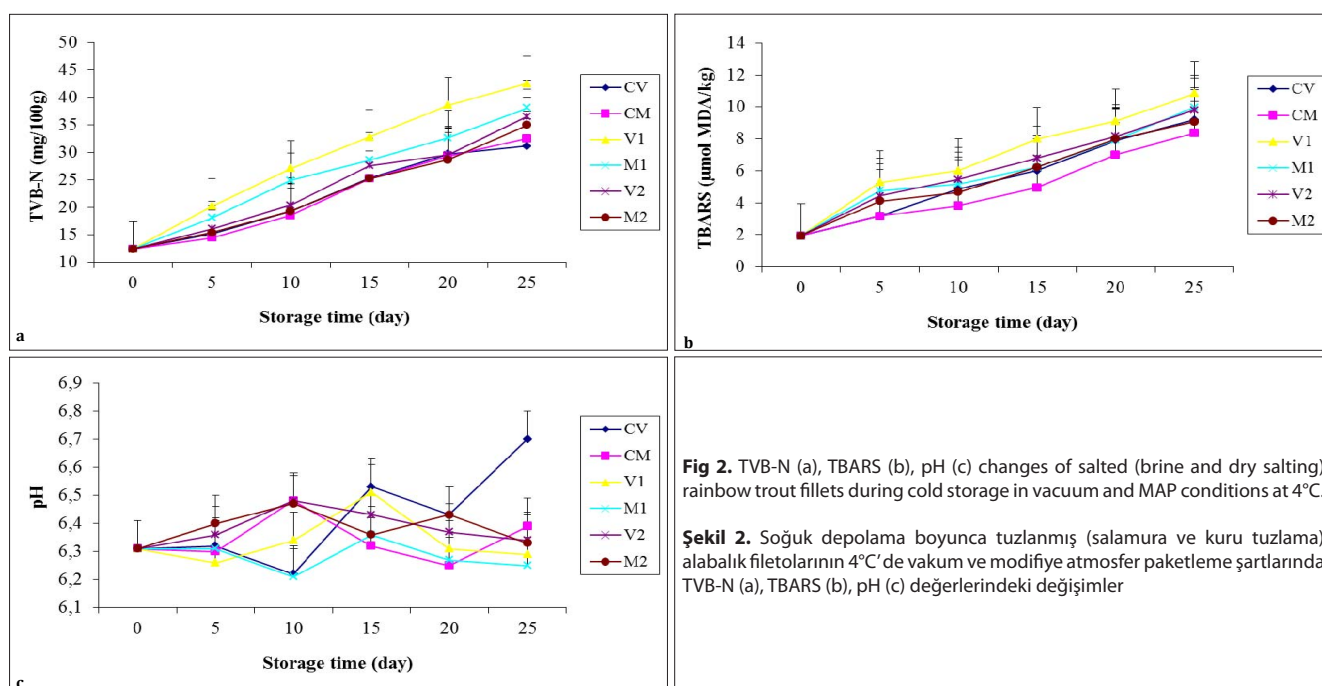 50
45
40
35
30
25
20
15
10
TVB-N (mg/100g)
0 5 10 15 20 25
Storage time (day)
CV
CM
V1
M1
V2
M2
a
14
12
10
8
6
4
2
0
TBARS (μmol MDA/kg)
0 5 10 15 20 25
Storage time (day)
CV
CM
V1
M1
V2
M2
b
6,9
6,8
6,7
6,6
6,5
6,4
6,3
6,2
6,1
pH
0 5 10 15 20 25
Storage time (day)
CV
CM
V1
M1
V2
M2
c
Fig 2. TVB-N (a), TBARS (b), pH (c) changes of salted (brine and dry salting)
rainbow trout fillets during cold storage in vacuum and MAP conditions at 4°C.
Şekil 2. Soğuk depolama boyunca tuzlanmış (salamura ve kuru tuzlama)
alabalık filetolarının 4°C’de vakum ve modifiye atmosfer paketleme şartlarında
TVB-N (a), TBARS (b), pH (c) değerlerindeki değişimler